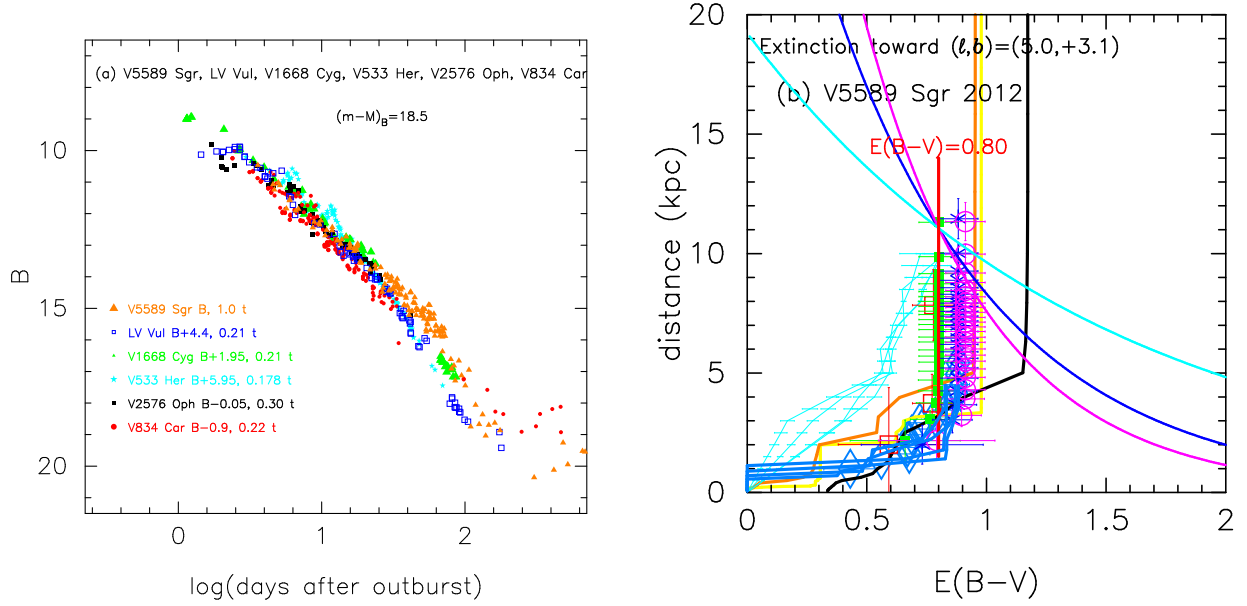 (a) V5589 Sgr, LV Vul, V1668 Cyg, V533 Her, V2576 Oph, V834 Car
(m−M)B=18.5
10
15
20
B
V5589 Sgr B, 1.0 t
LV Vul B+4.4, 0.21 t
V1668 Cyg B+1.95, 0.21 t
V533 Her B+5.95, 0.178 t
V2576 Oph B−0.05, 0.30 t
V834 Car B−0.9, 0.22 t
0
1
2
log(days after outburst)
Extinction toward (ℓ,b)=(5.0,+3.1)
(b) V5589 Sgr 2012
E(B−V)=0.80
20
15
10
5
0
distance (kpc)
0
0.5
1
1.5
2
E(B−V)